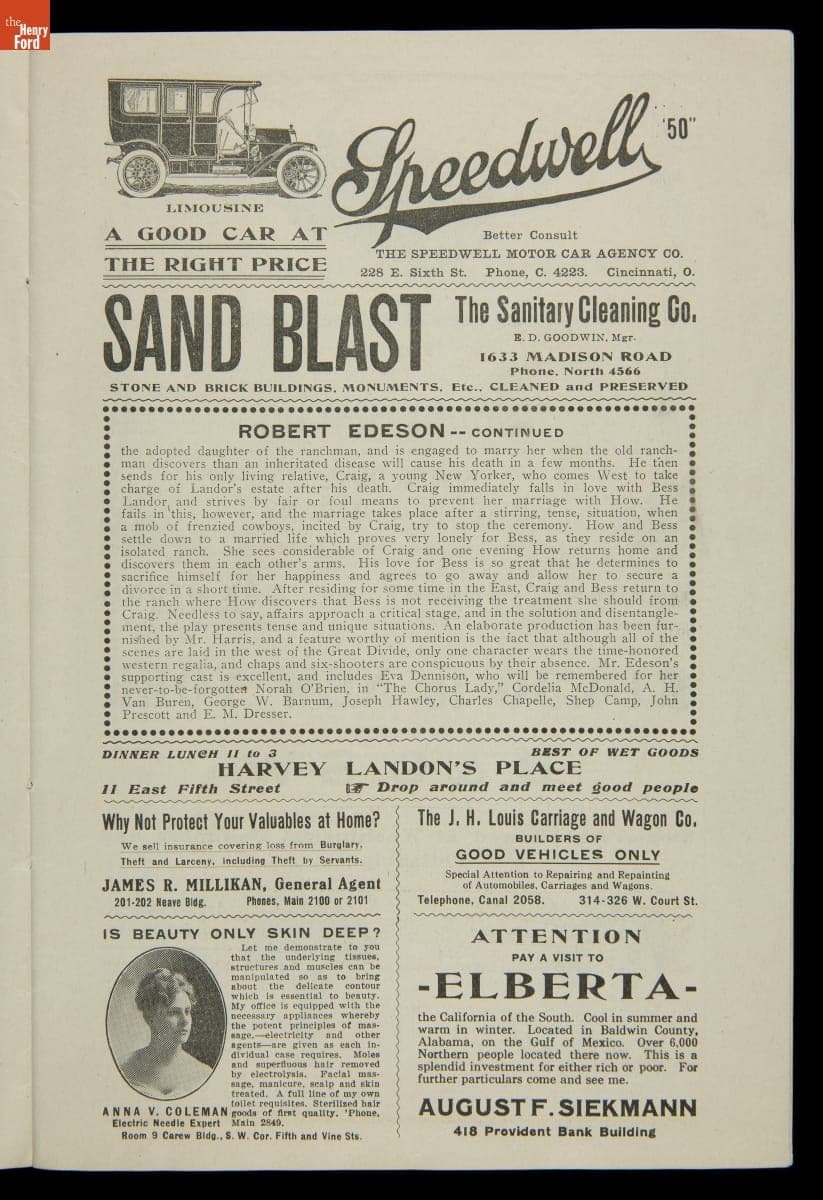 the
Henry
Ford
LIMOUSINE
Speedwell '50"
A GOOD CAR AT
THE RIGHT PRICE
Better Consult
THE SPEEDWELL MOTOR CAR AGENCY CO.
228 E. Sixth St. Phone, C. 4223. Cincinnati, O.
SAND BLAST
The Sanitary Cleaning Co.
E. D. GOODWIN, Mgr.
1633 MADISON ROAD
Phone, North 4566
STONE AND BRICK BUILDINGS, MONUMENTS, Etc., CLEANED and PRESERVED
ROBERT EDESON -- CONTINUED
the adopted daughter of the ranchman, and is engaged to marry her when the old ranch-
man discovers than an inheritated disease will cause his death in a few months. He then
sends for his only living relative, Craig, a young New Yorker, who comes West to take
charge of Landor's estate after his death. Craig immediately falls in love with Bess
Landor, and strives by fair or foul means to prevent her marriage with How. He
fails in this, however, and the marriage takes place after a stirring, tense, situation, when
a mob of frenzied cowboys, incited by Craig, try to stop the ceremony. How and Bess
settle down to a married life which proves very lonely for Bess, as they reside on an
isolated ranch. She sees considerable of Craig and one evening How returns home and
discovers them in each other's arms. His love for Bess is so great that he determines to
sacrifice himself for her happiness and agrees to go away and allow her to secure a
divorce in a short time. After residing for some time in the East, Craig and Bess return to
the ranch where How discovers that Bess is not receiving the treatment she should from
Craig. Needless to say, affairs approach a critical stage, and in the solution and disentangle-
ment, the play presents tense and unique situations. An elaborate production has been fur-
nished by Mr. Harris, and a feature worthy of mention is the fact that although all of the
scenes are laid in the west of the Great Divide, only one character wears the time-honored
western regalia, and chaps and six-shooters are conspicuous by their absence. Mr. Edeson's
supporting cast is excellent, and includes Eva Dennison, who will be remembered for her
never-to-be-forgotten Norah O'Brien, in "The Chorus Lady," Cordelia McDonald, A. H.
Van Buren, George W. Barnum, Joseph Hawley, Charles Chapelle, Shep Camp, John
Prescott and E. M. Dresser.
DINNER LUNCH 11 to 3 BEST OF WET GOODS
HARVEY LANDON'S PLACE
11 East Fifth Street ☞ Drop around and meet good people
Why Not Protect Your Valuables at Home?
We sell insurance covering loss from Burglary,
Theft and Larceny, including Theft by Servants.
JAMES R. MILLIKAN, General Agent
201-202 Neave Bldg. Phones, Main 2100 or 2101
The J. H. Louis Carriage and Wagon Co.
BUILDERS OF
GOOD VEHICLES ONLY
Special Attention to Repairing and Repainting
of Automobiles, Carriages and Wagons.
Telephone, Canal 2058. 314-326 W. Court St.
IS BEAUTY ONLY SKIN DEEP?
Let me demonstrate to you
that the underlying tissues,
structures and muscles can be
manipulated so as to bring
about the delicate contour
which is essential to beauty.
My office is equipped with the
necessary appliances whereby
the potent principles of mas-
sage,—electricity and other
agents—are given as each in-
dividual case requires. Moles
and superfluous hair removed
by electrolysis. Facial mas-
sage, manicure, scalp and skin
treated. A full line of my own
toilet requisites. Sterilized hair
goods of first quality. 'Phone,
Main 2849.
ANNA V. COLEMAN
Electric Needle Expert
Room 9 Carew Bldg., S. W. Cor. Fifth and Vine Sts.
ATTENTION
PAY A VISIT TO
-ELBERTA-
the California of the South. Cool in summer and
warm in winter. Located in Baldwin County,
Alabama, on the Gulf of Mexico. Over 6,000
Northern people located there now. This is a
splendid investment for either rich or poor. For
further particulars come and see me.
AUGUST F. SIEKMANN
418 Provident Bank Building